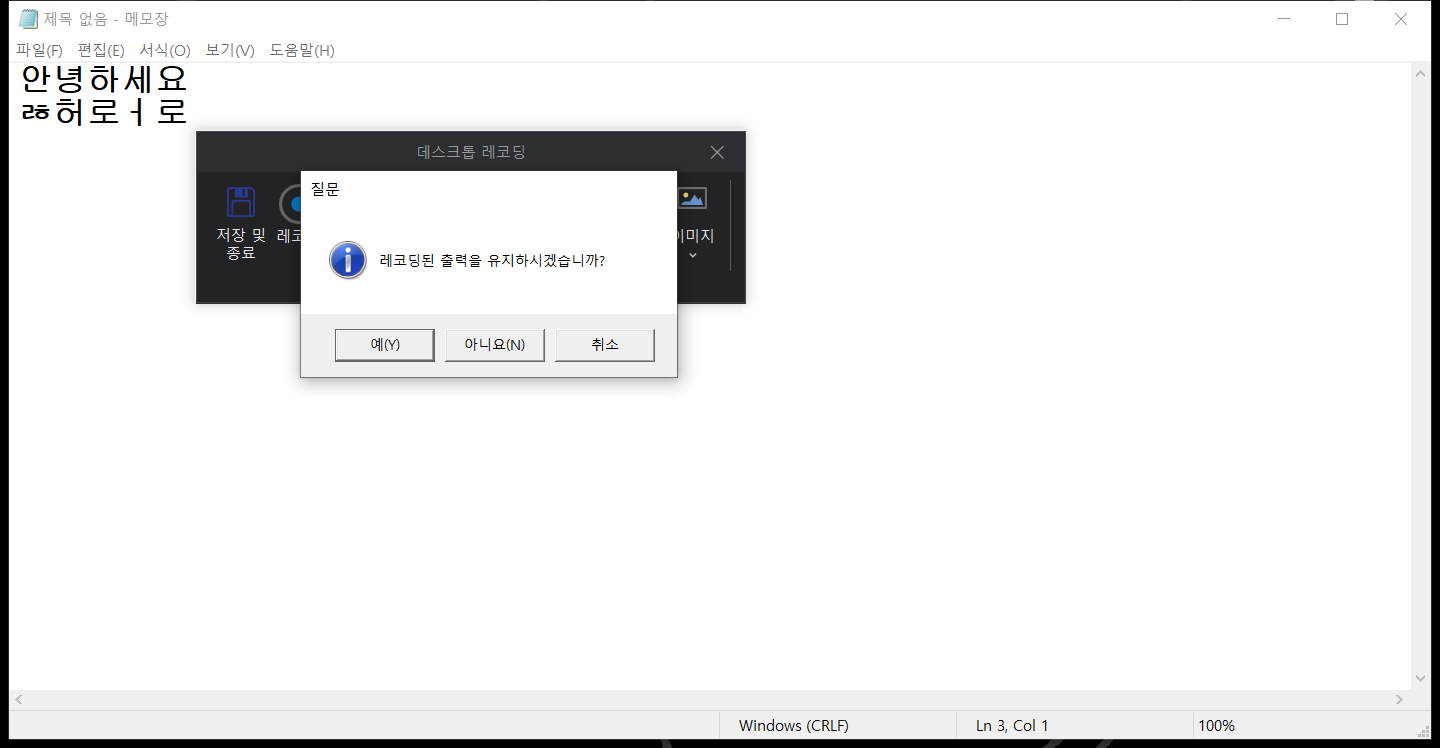 제목 없음 - 메모장
파일(F) 편집(E) 서식(O) 보기(V) 도움말(H)
안녕하세요
ㅀ허로ㅓ로
데스크톱 레코딩
저장 및
종료
레코
이미지
질문
레코딩된 출력을 유지하시겠습니까?
예(Y) 아니요(N) 취소
Windows (CRLF) Ln 3, Col 1 100%